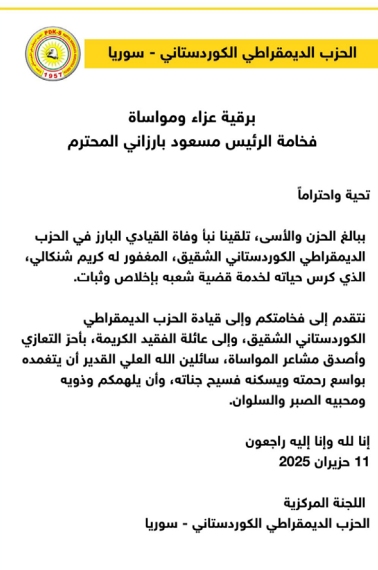 PDK-S
1957
الحزب الديمقراطي الكوردستاني - سوريا
برقية عزاء ومواساة
فخامة الرئيس مسعود بارزاني المحترم
تحية واحتراماً
ببالغ الحزن والأسى، تلقينا نبأ وفاة القيادي البارز في الحزب
الديمقراطي الكوردستاني الشقيق، المغفور له كريم شنكالي،
الذي كرس حياته لخدمة قضية شعبه بإخلاص وثبات.
نتقدم إلى فخامتكم وإلى قيادة الحزب الديمقراطي
الكوردستاني الشقيق، وإلى عائلة الفقيد الكريمة، بأحرّ التعازي
وأصدق مشاعر المواساة، سائلين الله العلي القدير أن يتغمده
بواسع رحمته ويسكنه فسيح جناته، وأن يلهمكم وذويه
ومحبيه الصبر والسلوان.
إنا لله وإنا إليه راجعون
11 حزيران 2025
اللجنة المركزية
الحزب الديمقراطي الكوردستاني - سوريا